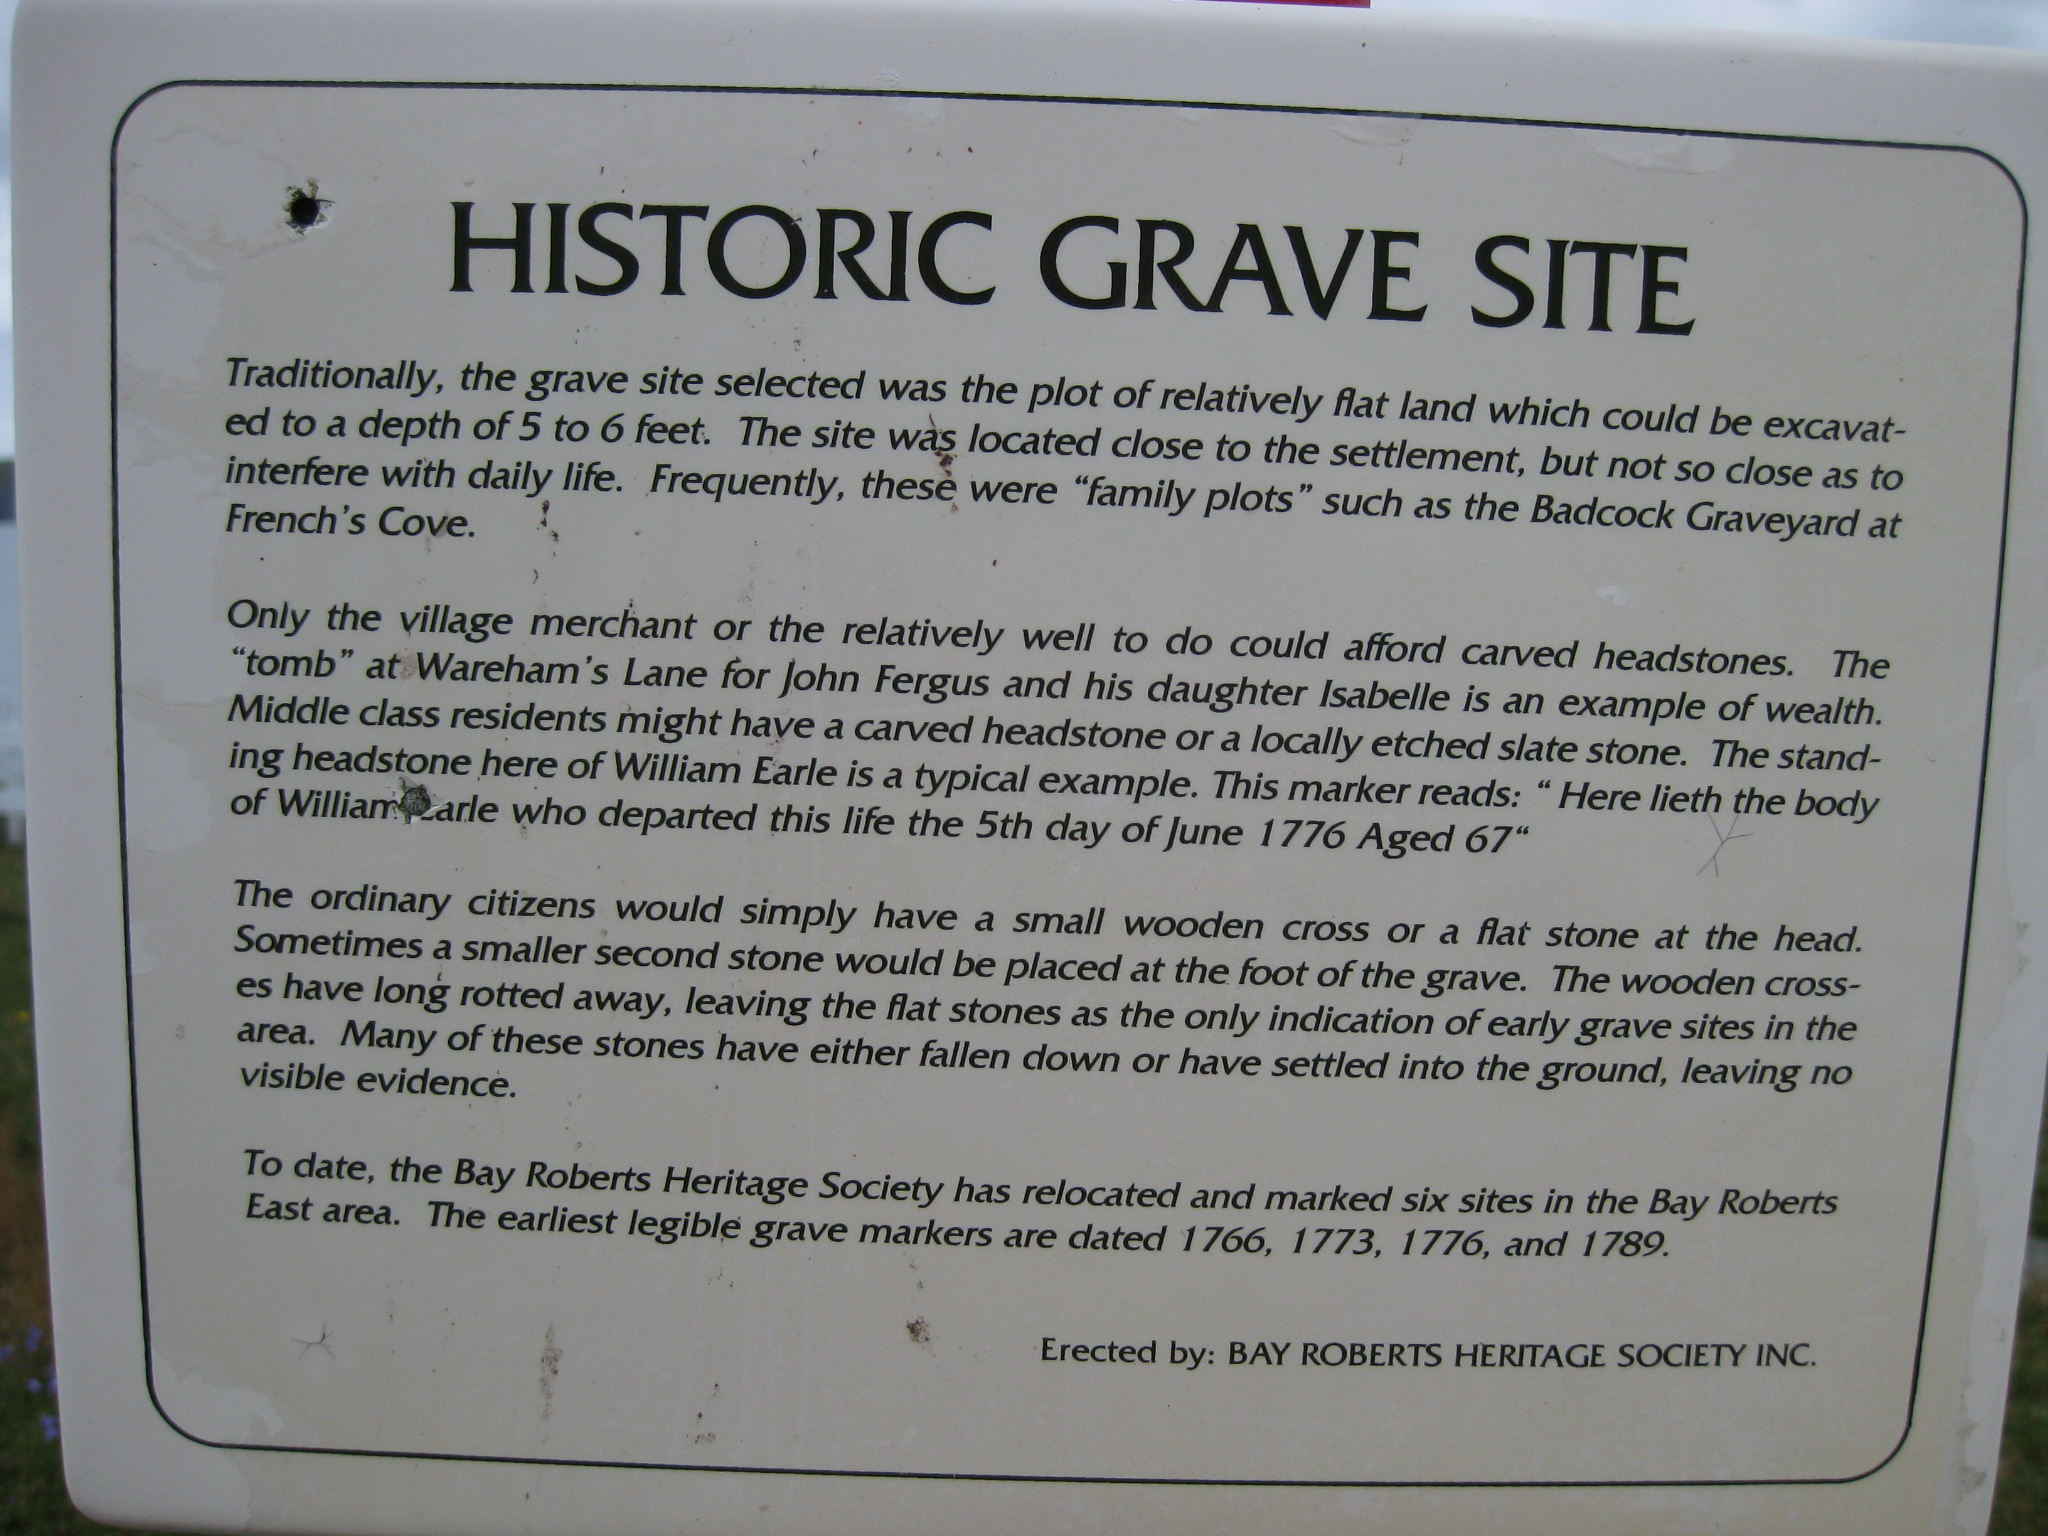 HISTORIC GRAVE SITE
Traditionally, the grave site selected was the plot of relatively flat land which could be excavat-
ed to a depth of 5 to 6 feet. The site was located close to the settlement, but not so close as to
interfere with daily life. Frequently, these were “family plots” such as the Badcock Graveyard at
French's Cove.
Only the village merchant or the relatively well to do could afford carved headstones. The
“tomb” at Wareham's Lane for John Fergus and his daughter Isabelle is an example of wealth.
Middle class residents might have a carved headstone or a locally etched slate stone. The stand-
ing headstone here of William Earle is a typical example. This marker reads: “ Here lieth the body
of William Earle who departed this life the 5th day of June 1776 Aged 67“
The ordinary citizens would simply have a small wooden cross or a flat stone at the head.
Sometimes a smaller second stone would be placed at the foot of the grave. The wooden cross-
es have long rotted away, leaving the flat stones as the only indication of early grave sites in the
area. Many of these stones have either fallen down or have settled into the ground, leaving no
visible evidence.
To date, the Bay Roberts Heritage Society has relocated and marked six sites in the Bay Roberts
East area. The earliest legible grave markers are dated 1766, 1773, 1776, and 1789.
Erected by: BAY ROBERTS HERITAGE SOCIETY INC.